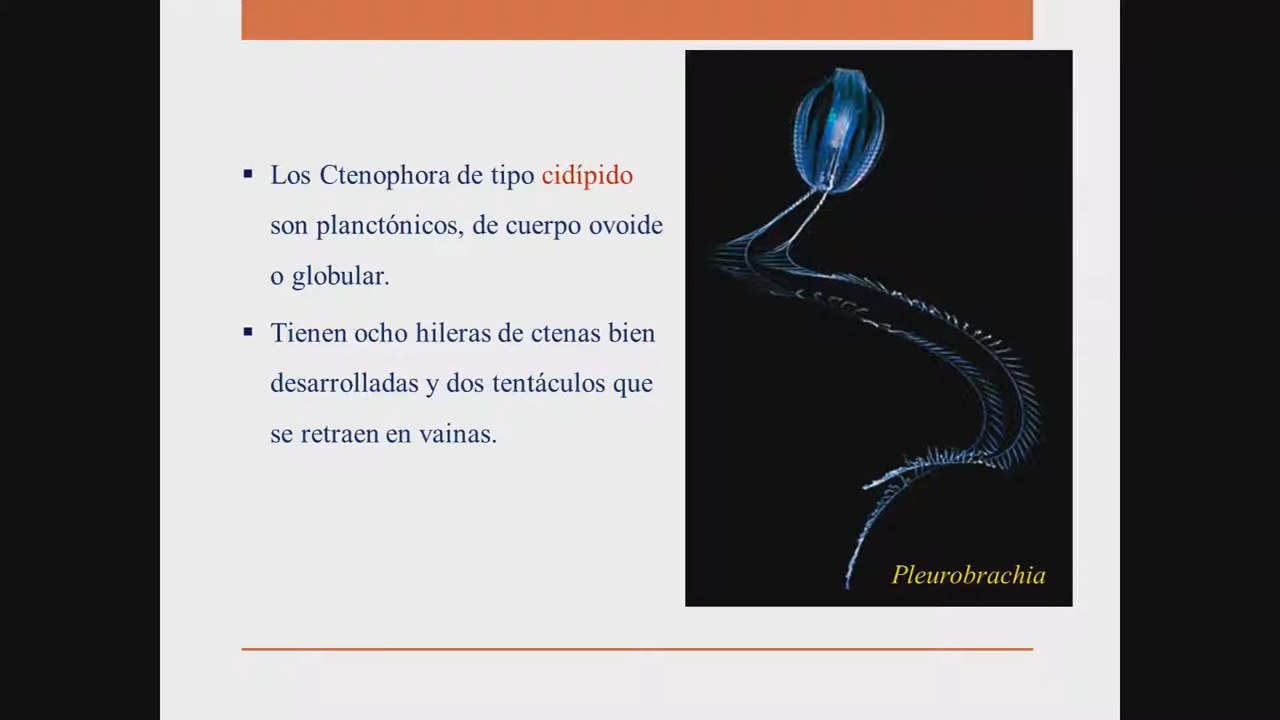 ▪ Los Ctenophora de tipo cidípido
son planctónicos, de cuerpo ovoide
o globular.
▪ Tienen ocho hileras de ctenas bien
desarrolladas y dos tentáculos que
se retraen en vainas.
Pleurobrachia